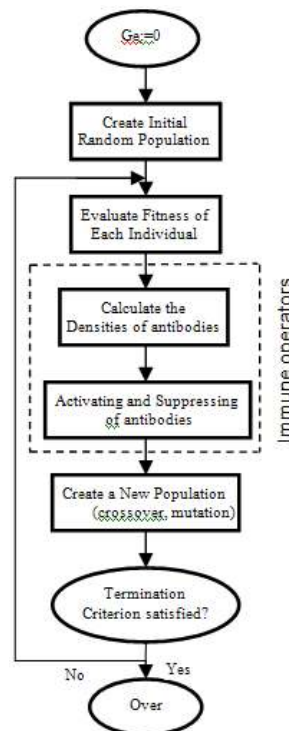 Ge:=0
Create Initial
Random Population
Evaluate Fitness of
Each Individual
Calculate the
Densities of antibodies
Activating and Suppressing
of antibodies
Immune operators
Create a New Population
(crossover, mutation)
Termination
Criterion satisfied?
No
Yes
Over